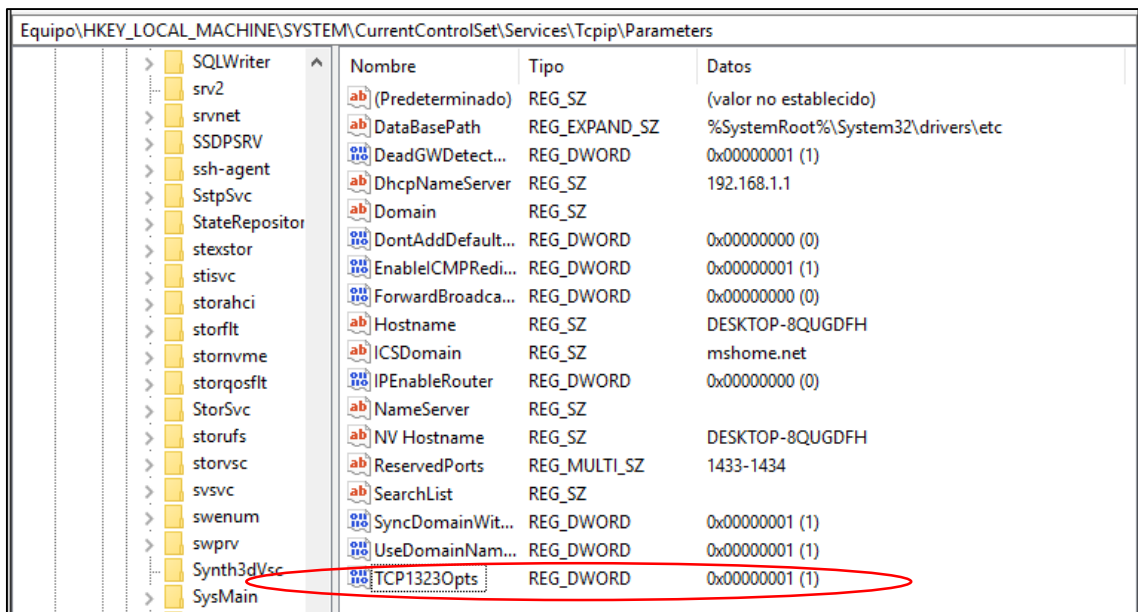 Equipo\HKEY_LOCAL_MACHINE\SYSTEM\CurrentControlSet\Services\Tcpip\Parameters
SQLWriter
srv2
srvnet
SSDPSRV
ssh-agent
SstpSvc
StateRepositor
stexstor
stisvc
storahci
storflt
stornvme
storqosflt
StorSvc
storufs
storvsc
svsvc
swenum
swprv
Synth3dVsc
SysMain
Nombre Tipo Datos
(Predeterminado) REG_SZ (valor no establecido)
DataBasePath REG_EXPAND_SZ %SystemRoot%\System32\drivers\etc
DeadGWDetect... REG_DWORD 0x00000001 (1)
DhcpNameServer REG_SZ 192.168.1.1
Domain REG_SZ
DontAddDefault... REG_DWORD 0x00000000 (0)
EnableICMPRedi... REG_DWORD 0x00000001 (1)
ForwardBroadca... REG_DWORD 0x00000000 (0)
Hostname REG_SZ DESKTOP-8QUGDFH
ICSDomain REG_SZ mshome.net
IPEnableRouter REG_DWORD 0x00000000 (0)
NameServer REG_SZ
NV Hostname REG_SZ DESKTOP-8QUGDFH
ReservedPorts REG_MULTI_SZ 1433-1434
SearchList REG_SZ
SyncDomainWit... REG_DWORD 0x00000001 (1)
UseDomainNam... REG_DWORD 0x00000001 (1)
TCP1323Opts REG_DWORD 0x00000001 (1)